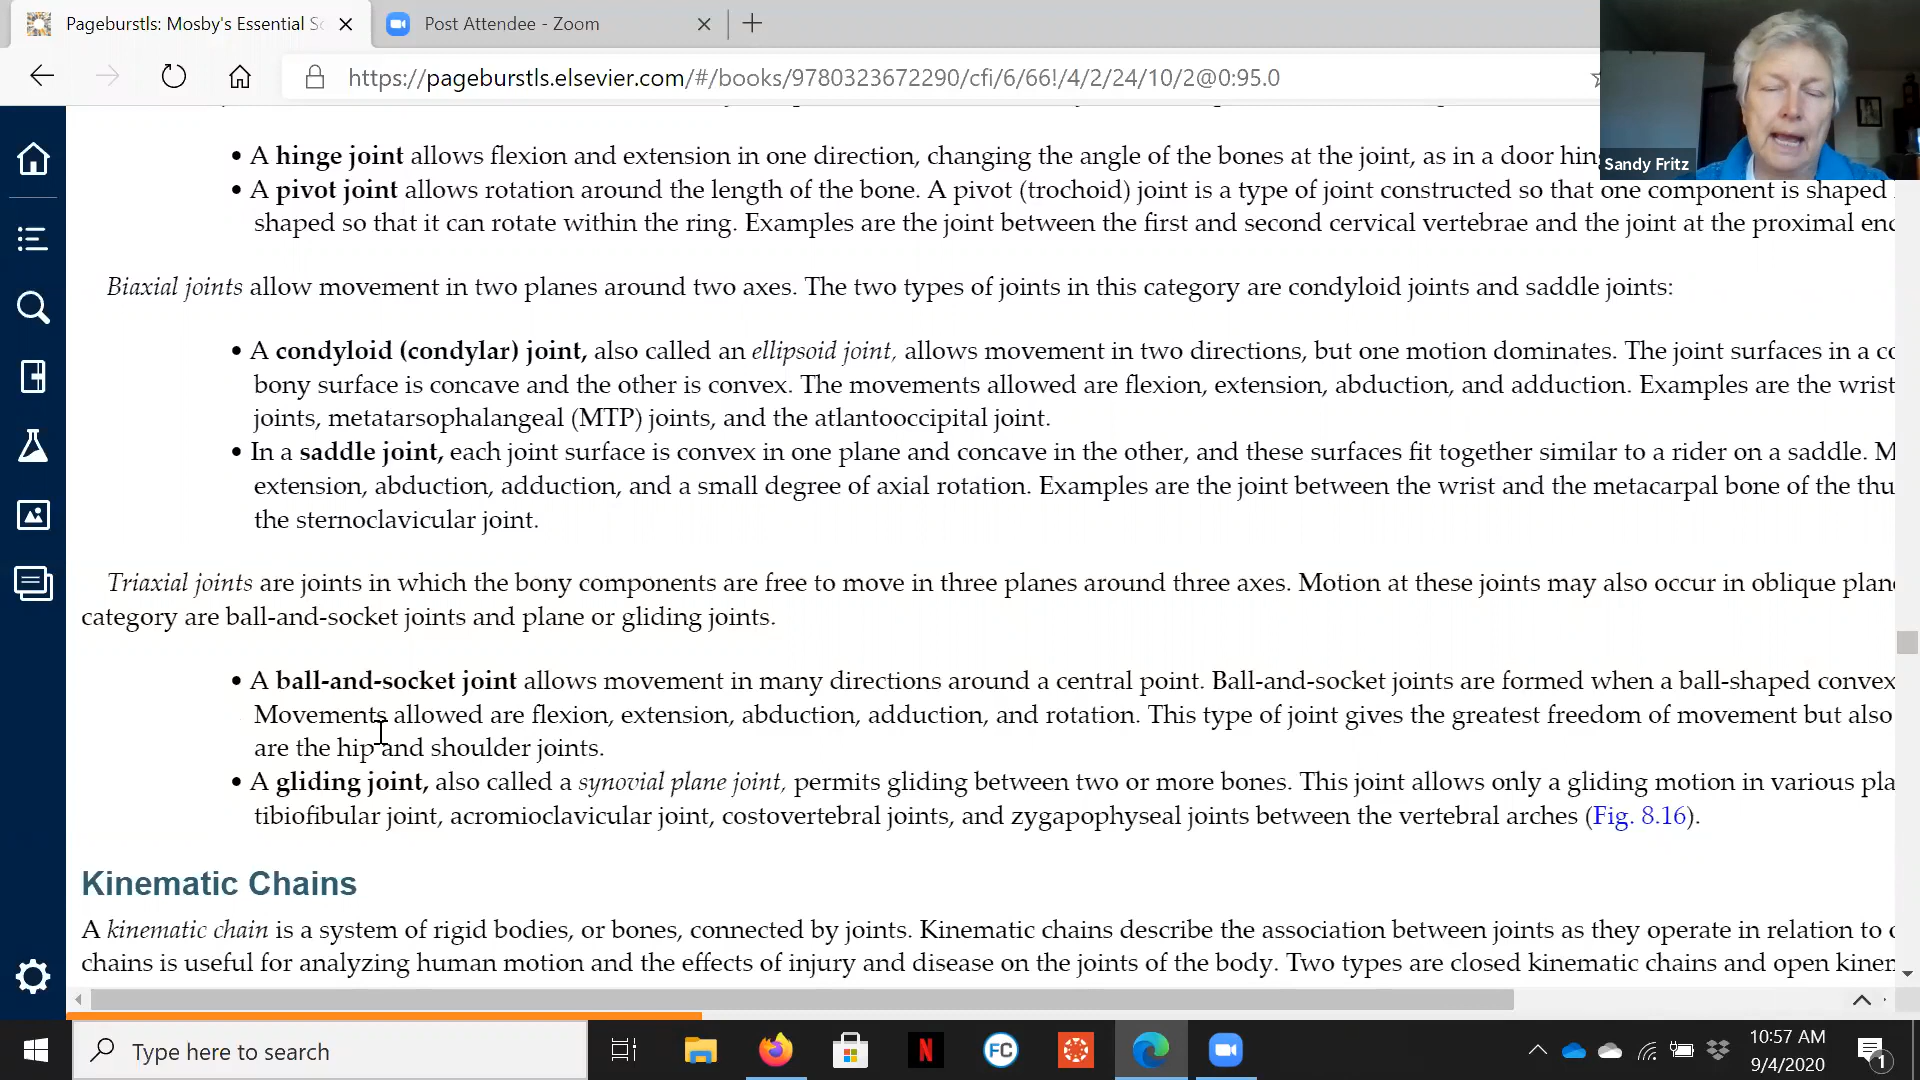 Pageburstls: Mosby's Essential Sc
Post Attendee - Zoom
https://pageburstls.elsevier.com/#/books/9780323672290/cfi/6/66!/4/2/24/10/2@0:95.0
Sandy Fritz
• A hinge joint allows flexion and extension in one direction, changing the angle of the bones at the joint, as in a door hin
• A pivot joint allows rotation around the length of the bone. A pivot (trochoid) joint is a type of joint constructed so that one component is shaped
shaped so that it can rotate within the ring. Examples are the joint between the first and second cervical vertebrae and the joint at the proximal en
Biaxial joints allow movement in two planes around two axes. The two types of joints in this category are condyloid joints and saddle joints:
• A condyloid (condylar) joint, also called an ellipsoid joint, allows movement in two directions, but one motion dominates. The joint surfaces in a co
bony surface is concave and the other is convex. The movements allowed are flexion, extension, abduction, and adduction. Examples are the wrist
joints, metatarsophalangeal (MTP) joints, and the atlantooccipital joint.
• In a saddle joint, each joint surface is convex in one plane and concave in the other, and these surfaces fit together similar to a rider on a saddle. M
extension, abduction, adduction, and a small degree of axial rotation. Examples are the joint between the wrist and the metacarpal bone of the thu
the sternoclavicular joint.
Triaxial joints are joints in which the bony components are free to move in three planes around three axes. Motion at these joints may also occur in oblique plane
category are ball-and-socket joints and plane or gliding joints.
• A ball-and-socket joint allows movement in many directions around a central point. Ball-and-socket joints are formed when a ball-shaped convex
Movements allowed are flexion, extension, abduction, adduction, and rotation. This type of joint gives the greatest freedom of movement but also
are the hip and shoulder joints.
• A gliding joint, also called a synovial plane joint, permits gliding between two or more bones. This joint allows only a gliding motion in various pla
tibiofibular joint, acromioclavicular joint, costovertebral joints, and zygapophyseal joints between the vertebral arches (Fig. 8.16).
Kinematic Chains
A kinematic chain is a system of rigid bodies, or bones, connected by joints. Kinematic chains describe the association between joints as they operate in relation to
chains is useful for analyzing human motion and the effects of injury and disease on the joints of the body. Two types are closed kinematic chains and open kinem
Type here to search
N
FC
10:57 AM
9/4/2020
1